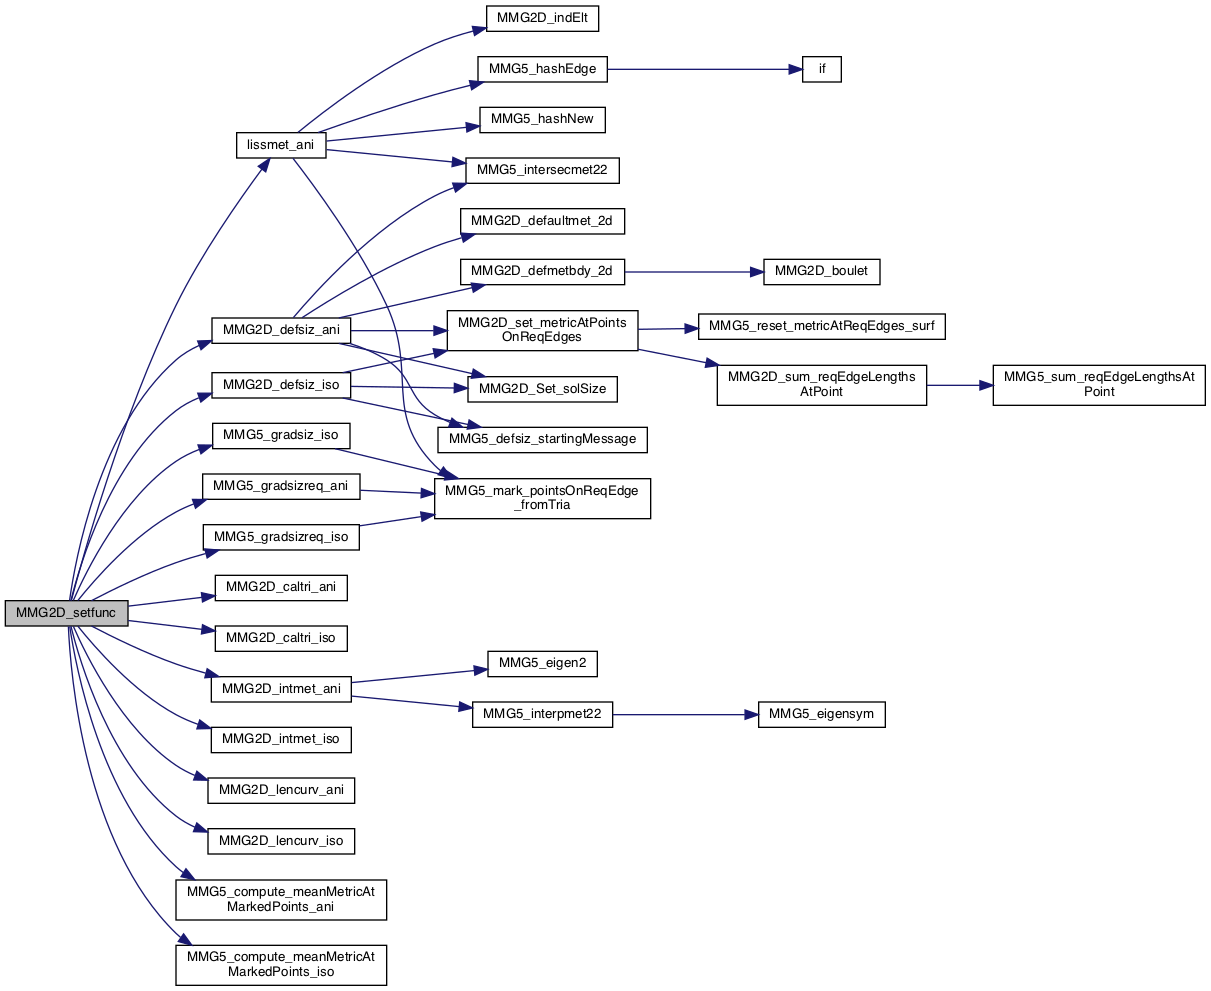 MMG2D_indElt
MMG5_hashEdge
if
MMG5_hashNew
lissmet_ani
MMG5_intersecmet22
MMG2D_defaultmet_2d
MMG2D_defmetbdy_2d
MMG2D_boulet
MMG2D_defsiz_ani
MMG2D_set_metricAtPoints
OnReqEdges
MMG5_reset_metricAtReqEdges_surf
MMG2D_defsiz_iso
MMG2D_Set_solSize
MMG2D_sum_reqEdgeLengths
AtPoint
MMG5_sum_reqEdgeLengthsAt
Point
MMG5_gradsiz_iso
MMG5_defsiz_startingMessage
MMG5_gradsizreq_ani
MMG5_mark_pointsOnReqEdge
_fromTria
MMG5_gradsizreq_iso
MMG2D_caltri_ani
MMG2D_setfunc
MMG2D_caltri_iso
MMG2D_intmet_ani
MMG5_eigen2
MMG5_interpmet22
MMG5_eigensym
MMG2D_intmet_iso
MMG2D_lencurv_ani
MMG2D_lencurv_iso
MMG5_compute_meanMetricAt
MarkedPoints_ani
MMG5_compute_meanMetricAt
MarkedPoints_iso